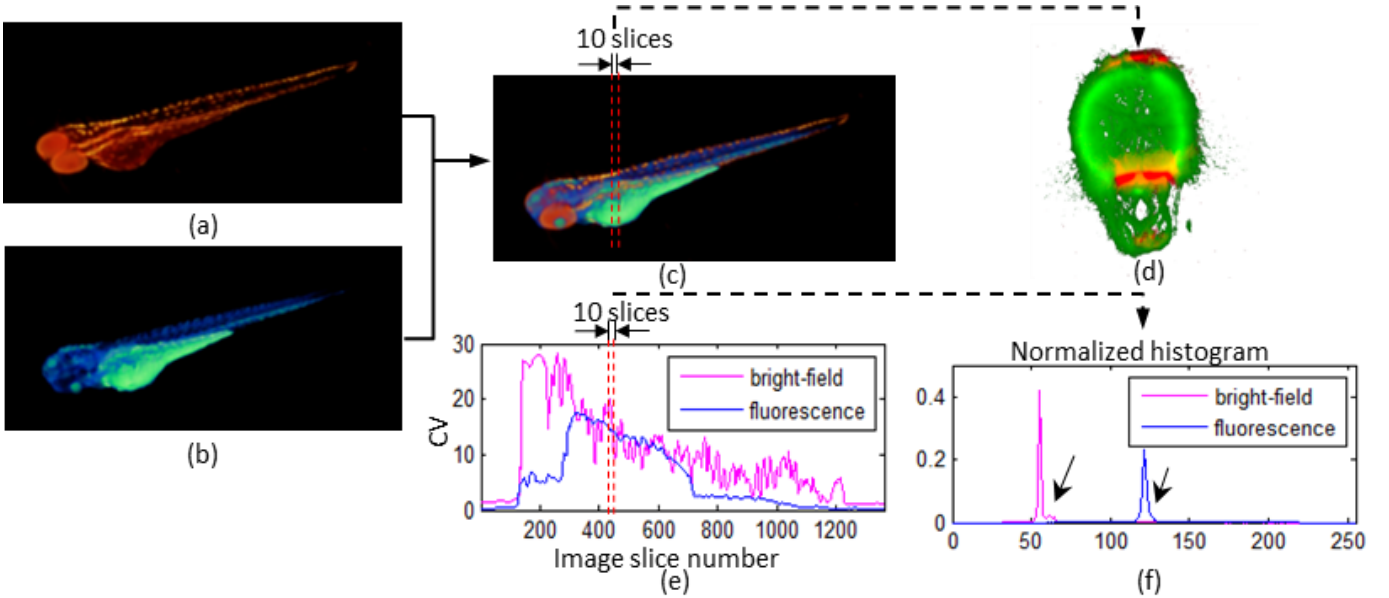 10 slices
(a)
(b)
(c)
(d)
10 slices
30
20
10
0
CV
bright-field
fluorescence
200 400 600 800 1000 1200
Image slice number
(e)
Normalized histogram
0.4
0.2
0
bright-field
fluorescence
0 50 100 150 200 250
(f)